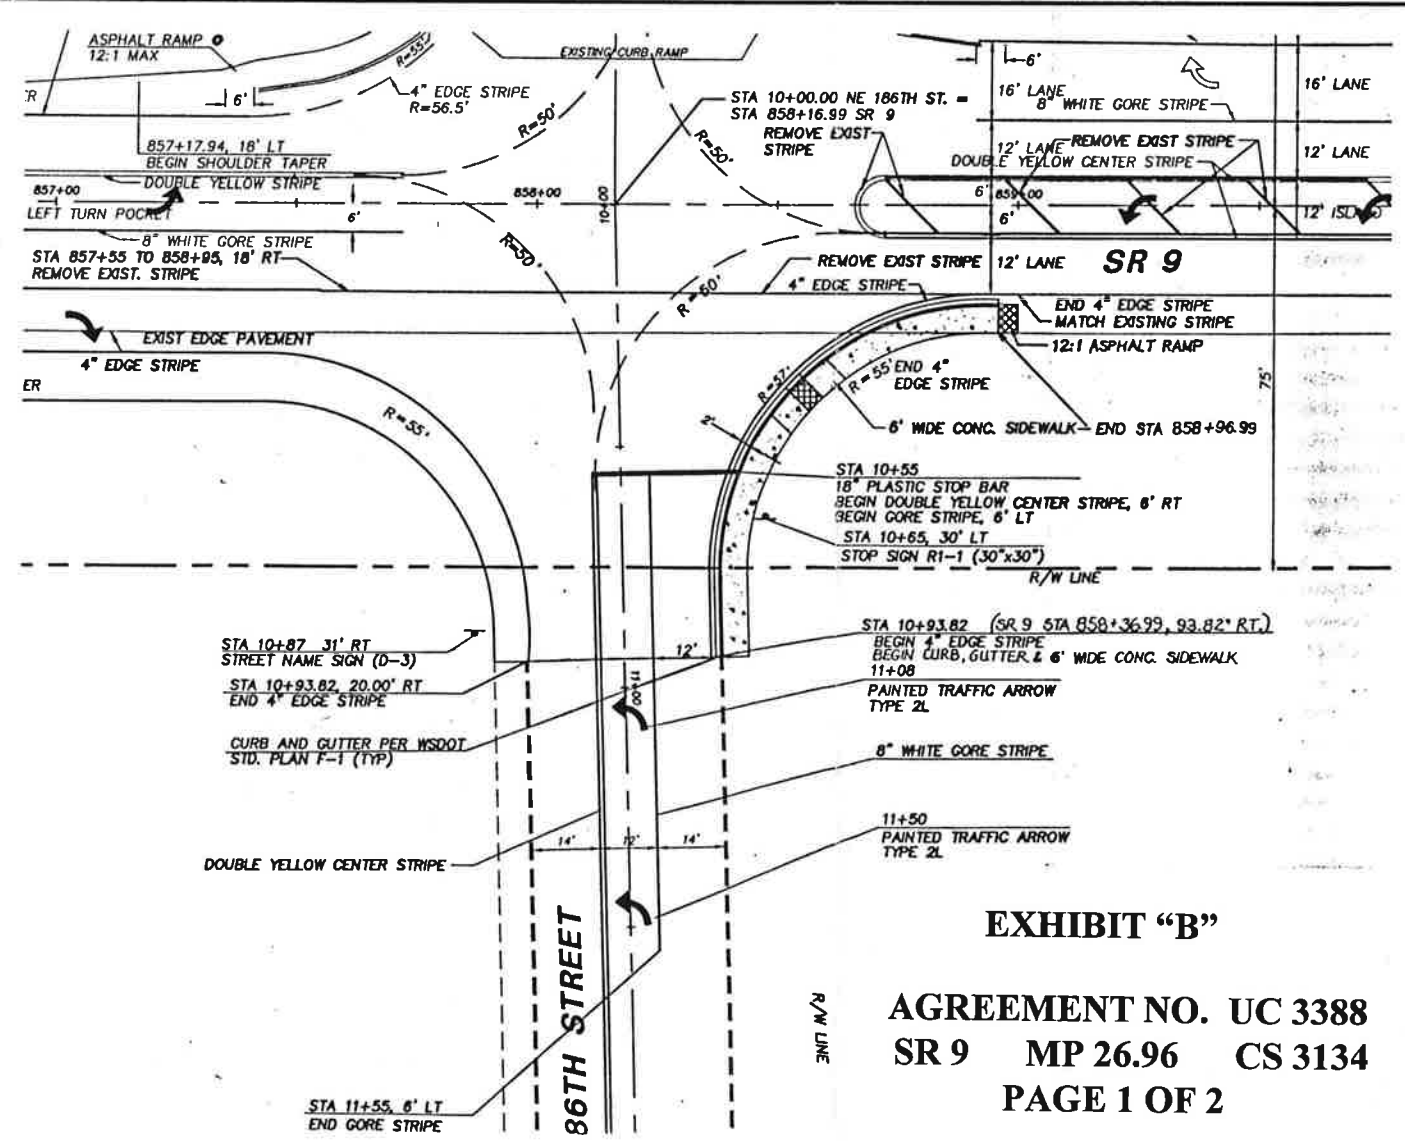 ASPHALT RAMP
12:1 MAX
R=55'
EXISTING CURB RAMP
6'
4" EDGE STRIPE
R=56.5'
6'
16' LANE
8" WHITE GORE STRIPE
16' LANE
STA 10+00.00 NE 186TH ST. =
STA 858+16.99 SR 9
REMOVE EXIST
STRIPE
R=50'
R=50'
12' LANE
REMOVE EXIST STRIPE
DOUBLE YELLOW CENTER STRIPE
12' LANE
ER
857+17.94, 18' LT
BEGIN SHOULDER TAPER
DOUBLE YELLOW STRIPE
857+00
858+00
10+00
6'
859+00
6'
12' ISLAND
LEFT TURN POCKET
6'
8" WHITE GORE STRIPE
STA 857+55 TO 858+95, 18' RT
REMOVE EXIST. STRIPE
R=50'
R=50'
REMOVE EXIST STRIPE
12' LANE
SR 9
4" EDGE STRIPE
END 4" EDGE STRIPE
MATCH EXISTING STRIPE
12:1 ASPHALT RAMP
EXIST EDGE PAVEMENT
4" EDGE STRIPE
ER
R=55'
R=57'
R=55'
END 4"
EDGE STRIPE
75'
2'
6' WIDE CONC. SIDEWALK
END STA 858+96.99
STA 10+55
18" PLASTIC STOP BAR
BEGIN DOUBLE YELLOW CENTER STRIPE, 6' RT
BEGIN GORE STRIPE, 6' LT
STA 10+65, 30' LT
STOP SIGN R1-1 (30"x30")
R/W LINE
STA 10+87 31' RT
STREET NAME SIGN (D-3)
STA 10+93.82, 20.00' RT
END 4" EDGE STRIPE
12'
11+00
STA 10+93.82 (SR 9 STA 858+36.99, 93.82' RT.)
BEGIN 4" EDGE STRIPE
BEGIN CURB, GUTTER & 6' WIDE CONC. SIDEWALK
11+08
PAINTED TRAFFIC ARROW
TYPE 2L
CURB AND GUTTER PER WSDOT
STD. PLAN F-1 (TYP)
8" WHITE GORE STRIPE
11+50
PAINTED TRAFFIC ARROW
TYPE 2L
14'
12'
14'
DOUBLE YELLOW CENTER STRIPE
86TH STREET
R/W LINE
STA 11+55, 6' LT
END GORE STRIPE
EXHIBIT “B”
AGREEMENT NO. UC 3388
SR 9 MP 26.96 CS 3134
PAGE 1 OF 2